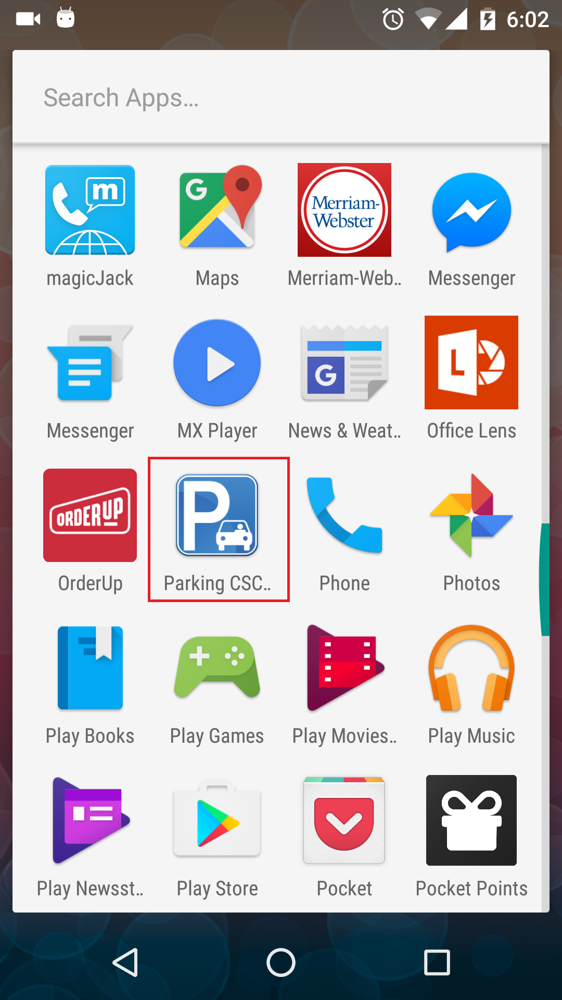 6:02
Search Apps...
m
G
Merriam-
Webster
magicJack
Maps
Merriam-Web..
Messenger
G
L
Messenger
MX Player
News & Weat..
Office Lens
ORDERUP
P
OrderUp
Parking CSC..
Phone
Photos
Play Books
Play Games
Play Movies..
Play Music
Play Newsst..
Play Store
Pocket
Pocket Points